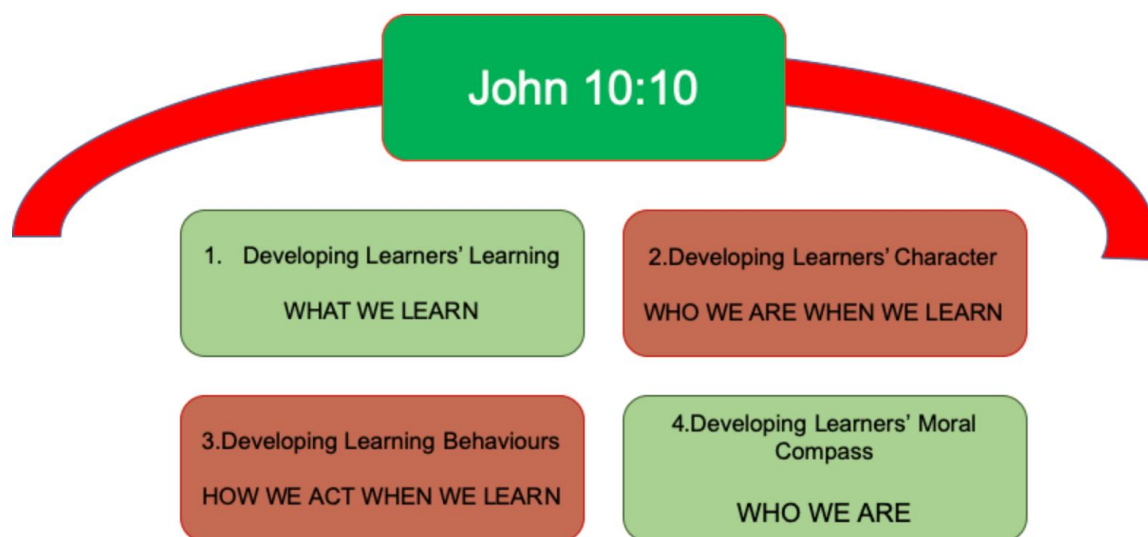 John 10:10
1. Developing Learners' Learning
WHAT WE LEARN
2.Developing Learners' Character
WHO WE ARE WHEN WE LEARN
3.Developing Learning Behaviours
HOW WE ACT WHEN WE LEARN
4.Developing Learners' Moral
Compass
WHO WE ARE